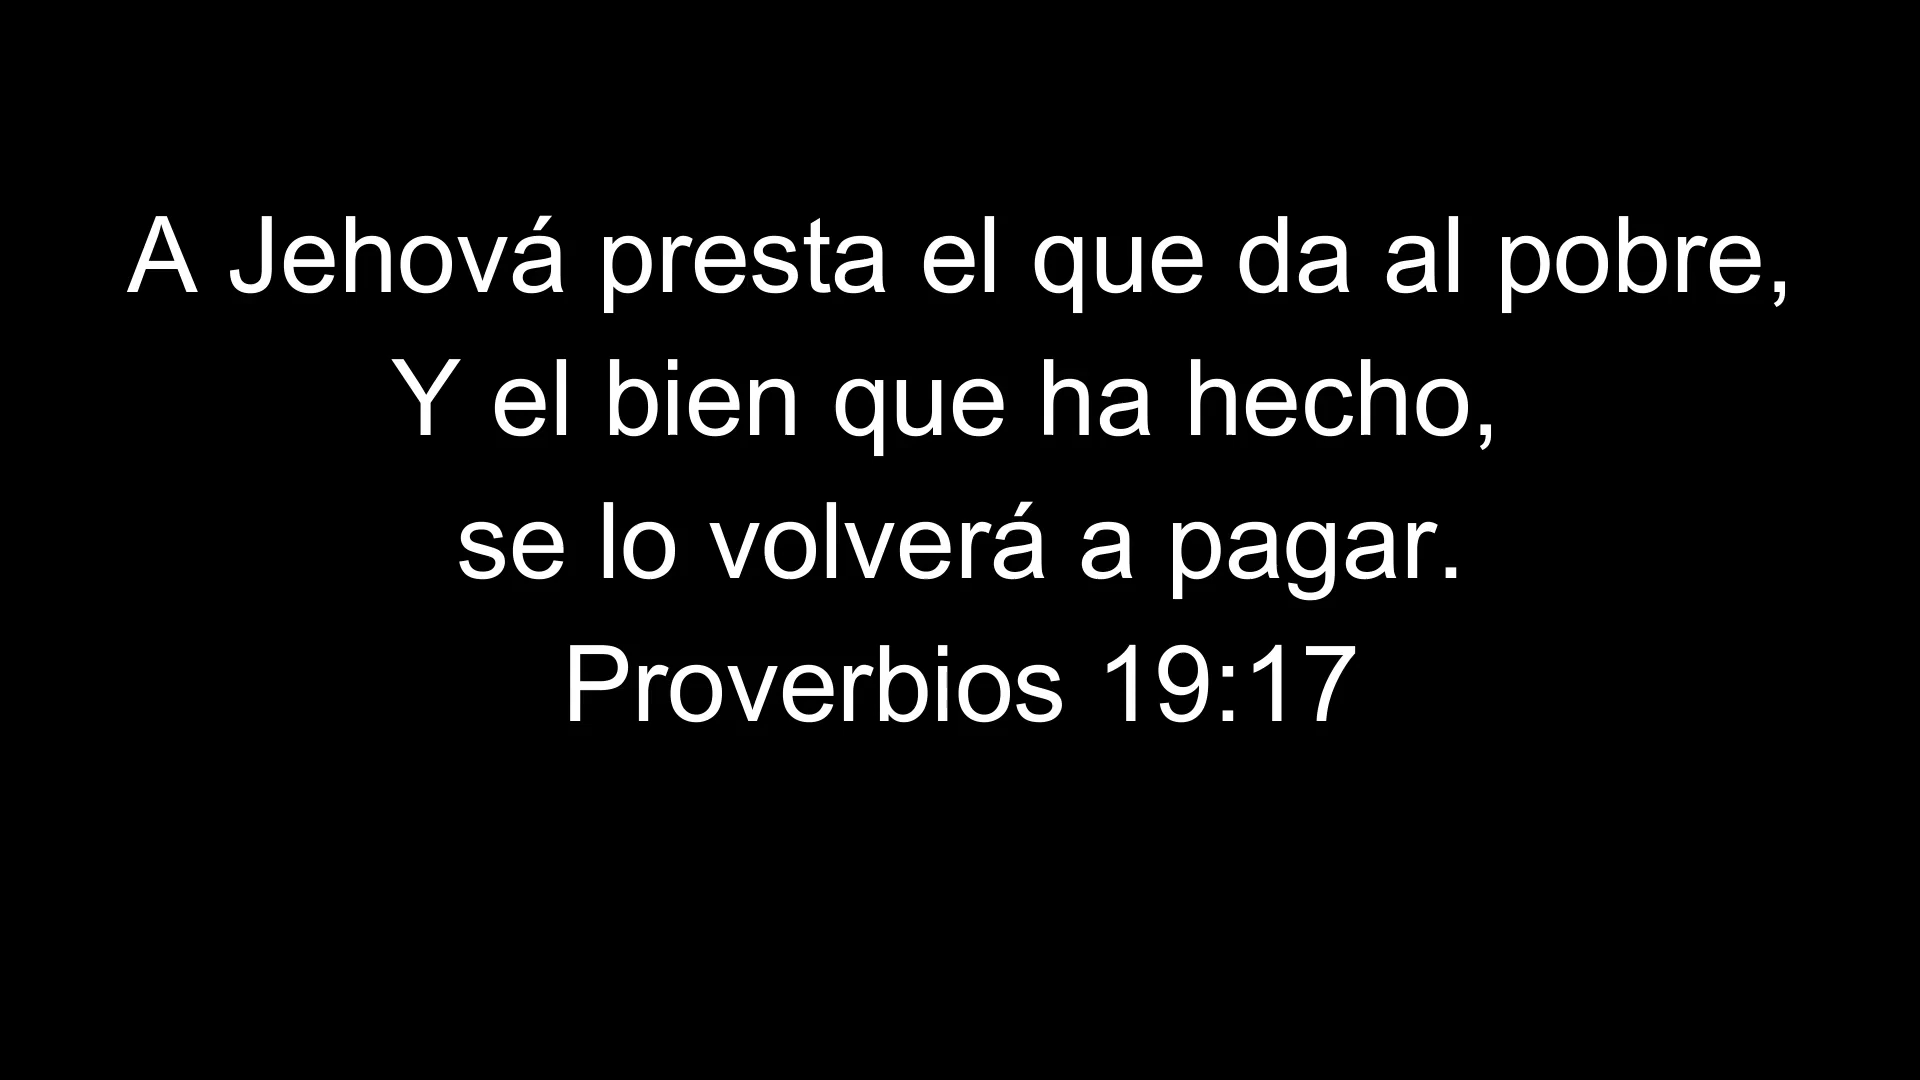 A Jehová presta el que da al pobre,
Y el bien que ha hecho,
se lo volverá a pagar.
Proverbios 19:17